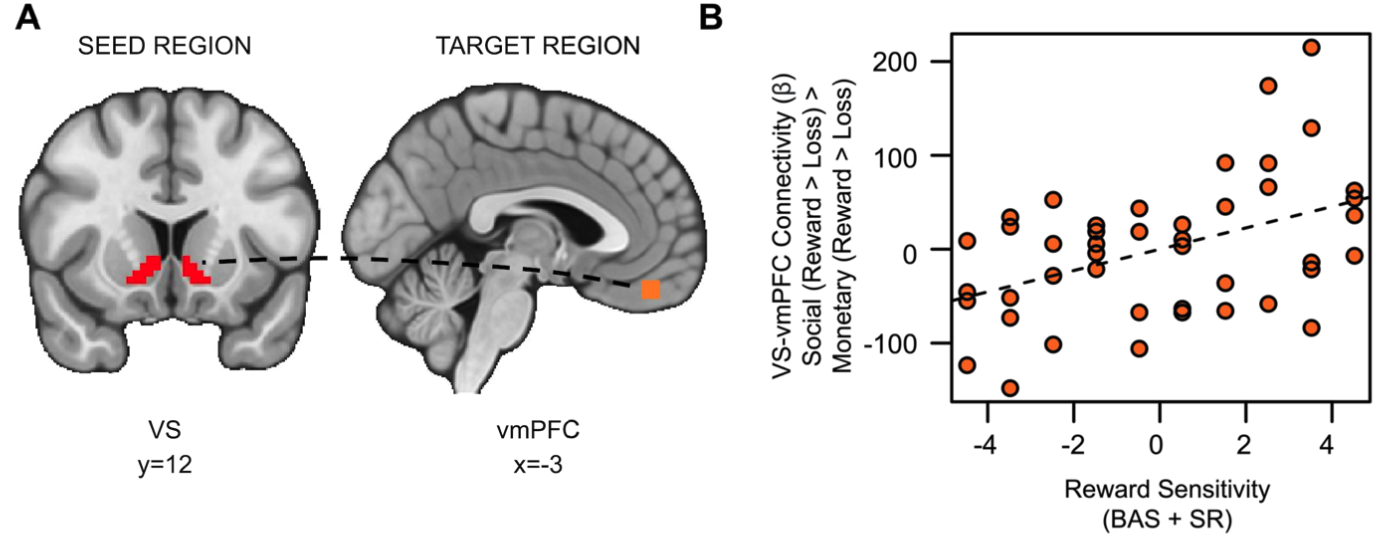 A
SEED REGION
TARGET REGION
VS
y=12
vmPFC
x=-3
B
VS-vmPFC Connectivity (β)
Social (Reward > Loss) >
Monetary (Reward > Loss)
200
100
0
-100
-4
-2
0
2
4
Reward Sensitivity
(BAS + SR)